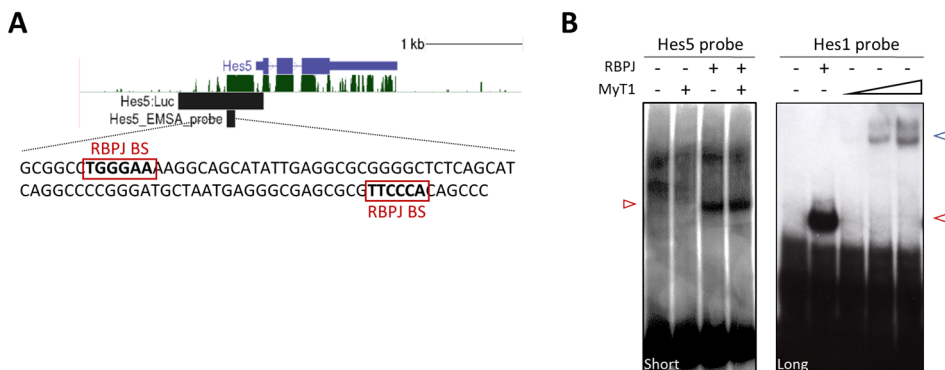 A
1 kb
Hes5
Hes5:Luc
Hes5_EMSA_probe
RBPJ BS
GCGGCCTGGGAAAAGGCAGCATATTGAGGCGCGGGGCTCTCAGCAT
CAGGCCCCGGGATGCTAATGAGGGCGAGCGCGTTCCCACAGCCC
RBPJ BS
B
Hes5 probe
Hes1 probe
RBPJ - - + + - + - - -
MyT1 - + - + - -
Short
Long